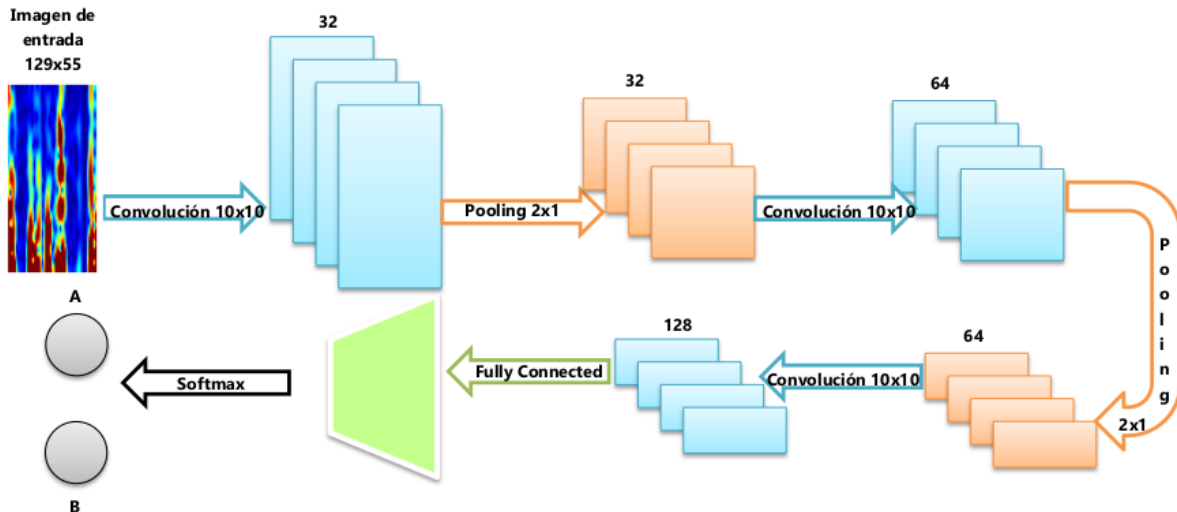 Imagen de
entrada
129x55
32
32
64
Convolución 10x10
Pooling 2x1
Convolución 10x10
Pooling
2x1
64
Convolución 10x10
128
Fully Connected
Softmax
A
B